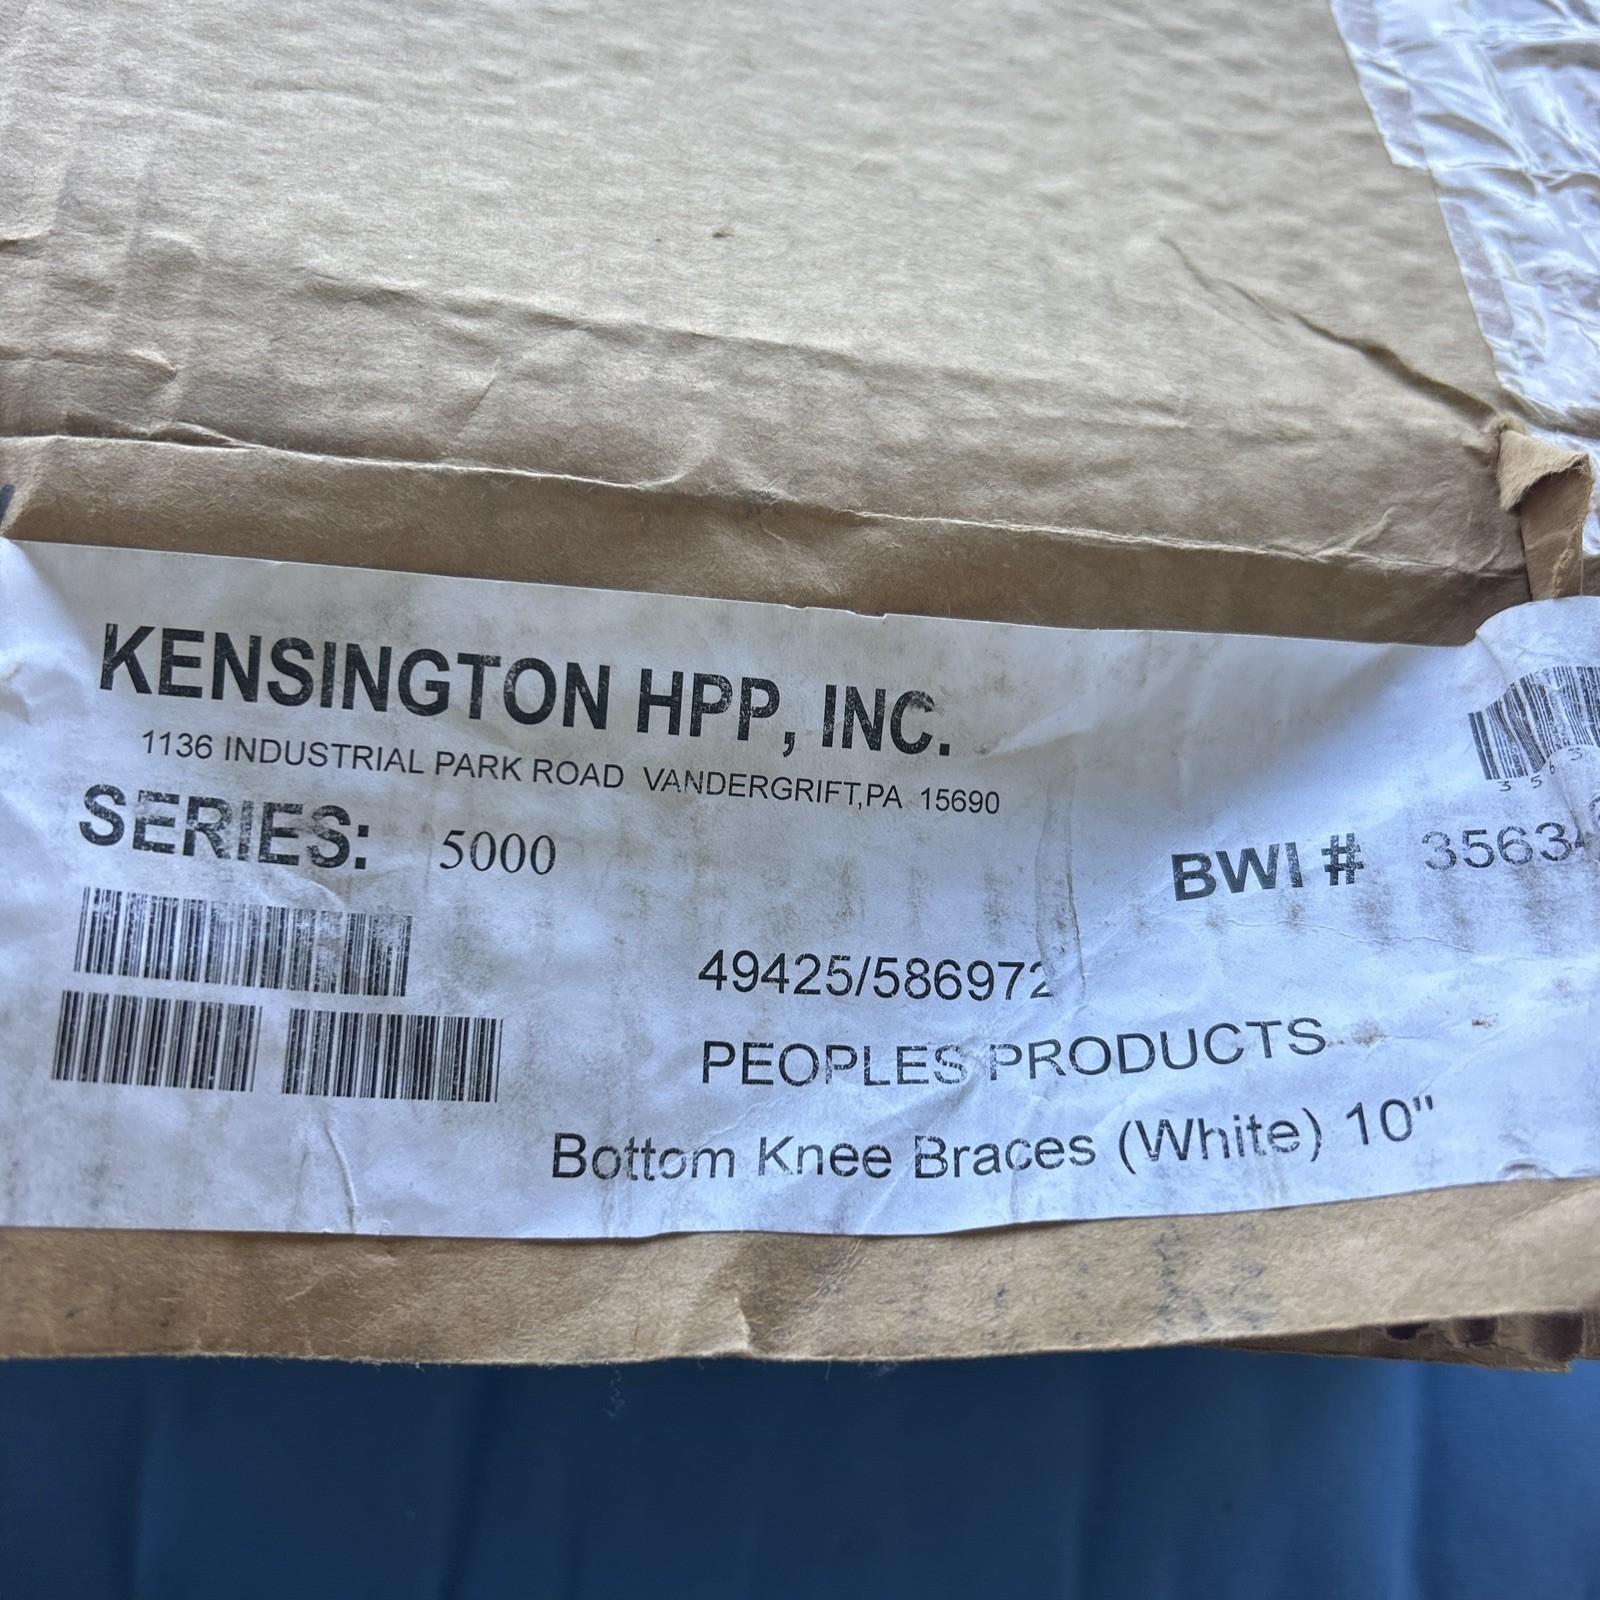 KENSINGTON HPP, INC.
1136 INDUSTRIAL PARK ROAD VANDERGRIFT,PA 15690
SERIES: 5000
BWI #
49425/586972
PEOPLES PRODUCTS
Bottom Knee Braces (White) 10"